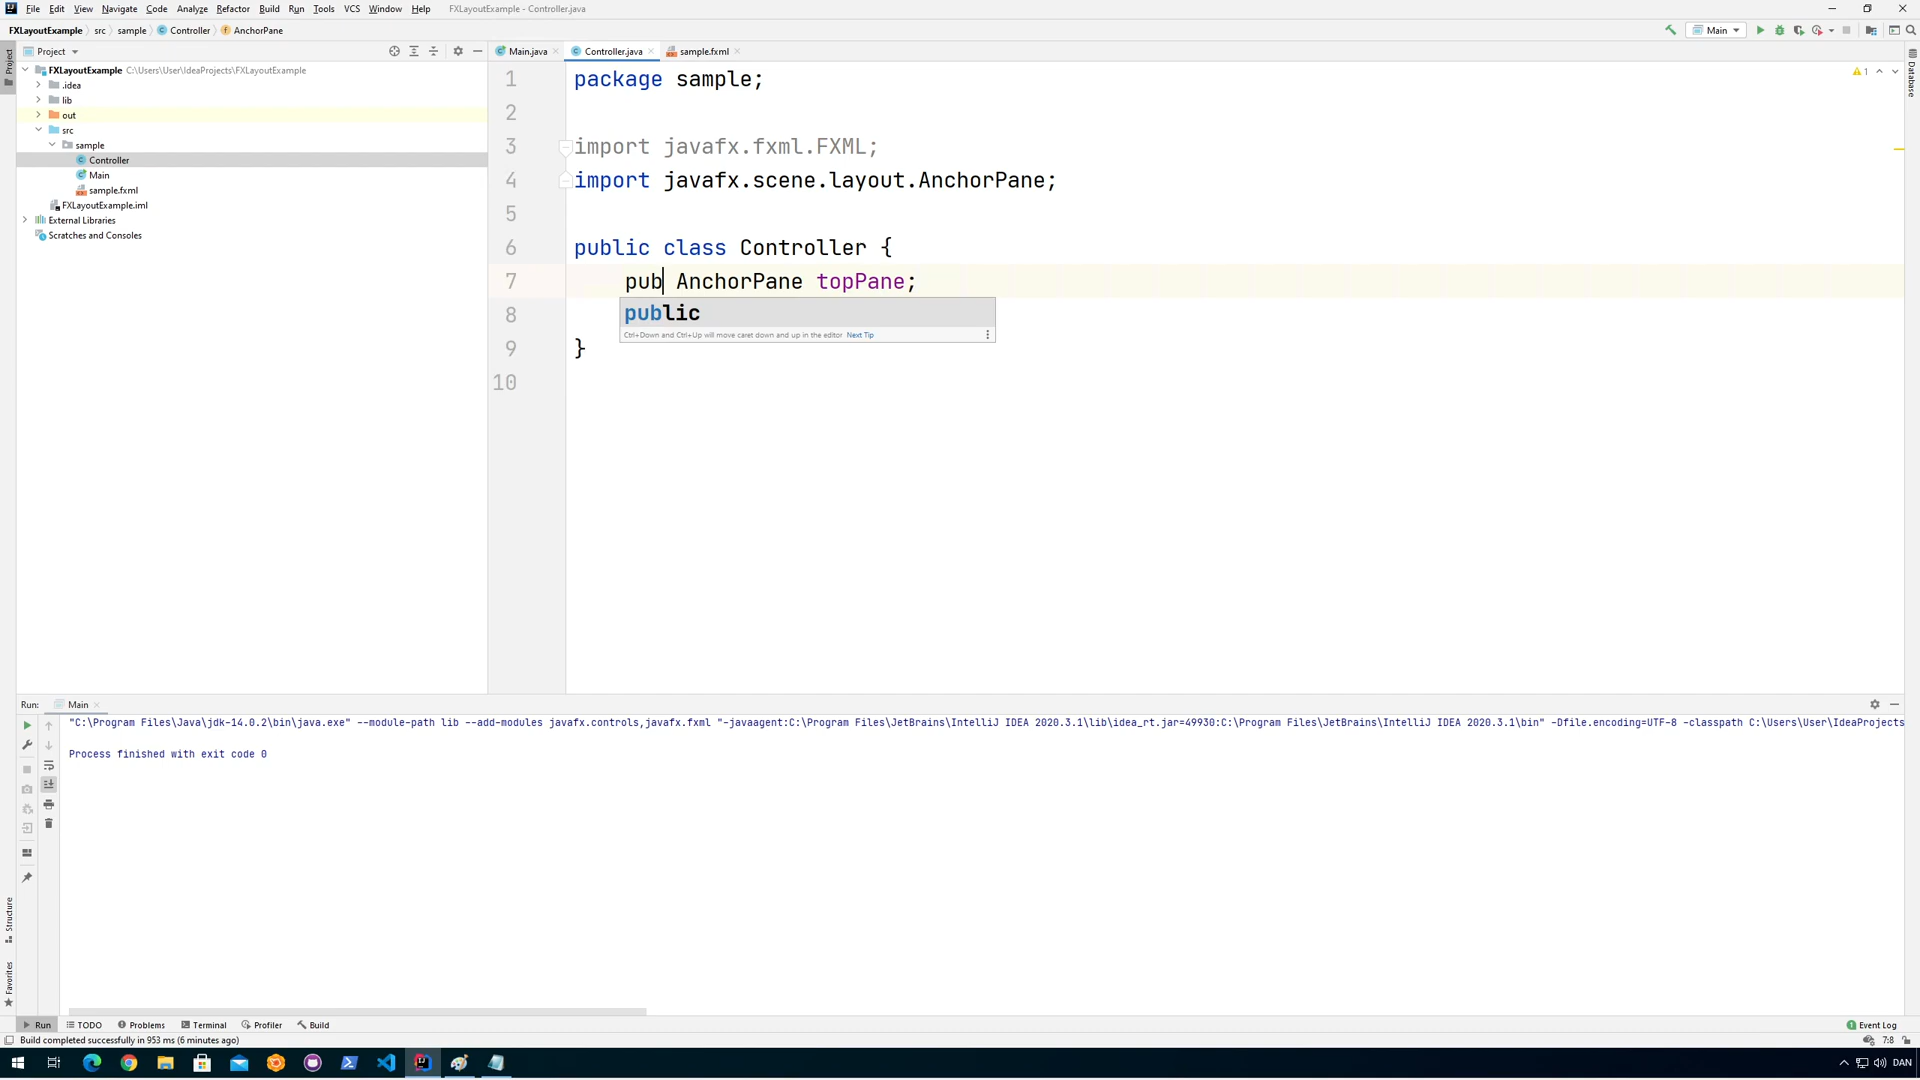 File Edit View Navigate Code Analyze Refactor Build Run Tools VCS Window Help FXLayoutExample - Controller.java
FXLayoutExample src sample Controller AnchorPane
Main
Project
Main.java Controller.java sample.fxml
Project
Database
FXLayoutExample C:\Users\User\IdeaProjects\FXLayoutExample
.idea
lib
out
src
sample
Controller
Main
sample.fxml
FXLayoutExample.iml
External Libraries
Scratches and Consoles
1 package sample;
1
2
3 import javafx.fxml.FXML;
4 import javafx.scene.layout.AnchorPane;
5
6 public class Controller {
7 pub AnchorPane topPane;
8 public
Ctrl+Down and Ctrl+Up will move caret down and up in the editor Next Tip
9 }
10
Run: Main
"C:\Program Files\Java\jdk-14.0.2\bin\java.exe" --module-path lib --add-modules javafx.controls,javafx.fxml "-javaagent:C:\Program Files\JetBrains\IntelliJ IDEA 2020.3.1\lib\idea_rt.jar=49930:C:\Program Files\JetBrains\IntelliJ IDEA 2020.3.1\bin" -Dfile.encoding=UTF-8 -classpath C:\Users\User\IdeaProjects
Process finished with exit code 0
Structure
Favorites
Run TODO Problems Terminal Profiler Build
1 Event Log
Build completed successfully in 953 ms (6 minutes ago)
7:8
DAN